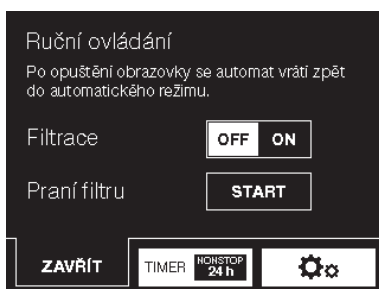 Ruční ovládání
Po opuštění obrazovky se automat vrátí zpět
do automatického režimu.
Filtrace OFF ON
Praní filtru START
ZAVŘÍT TIMER NONSTOP
24 h